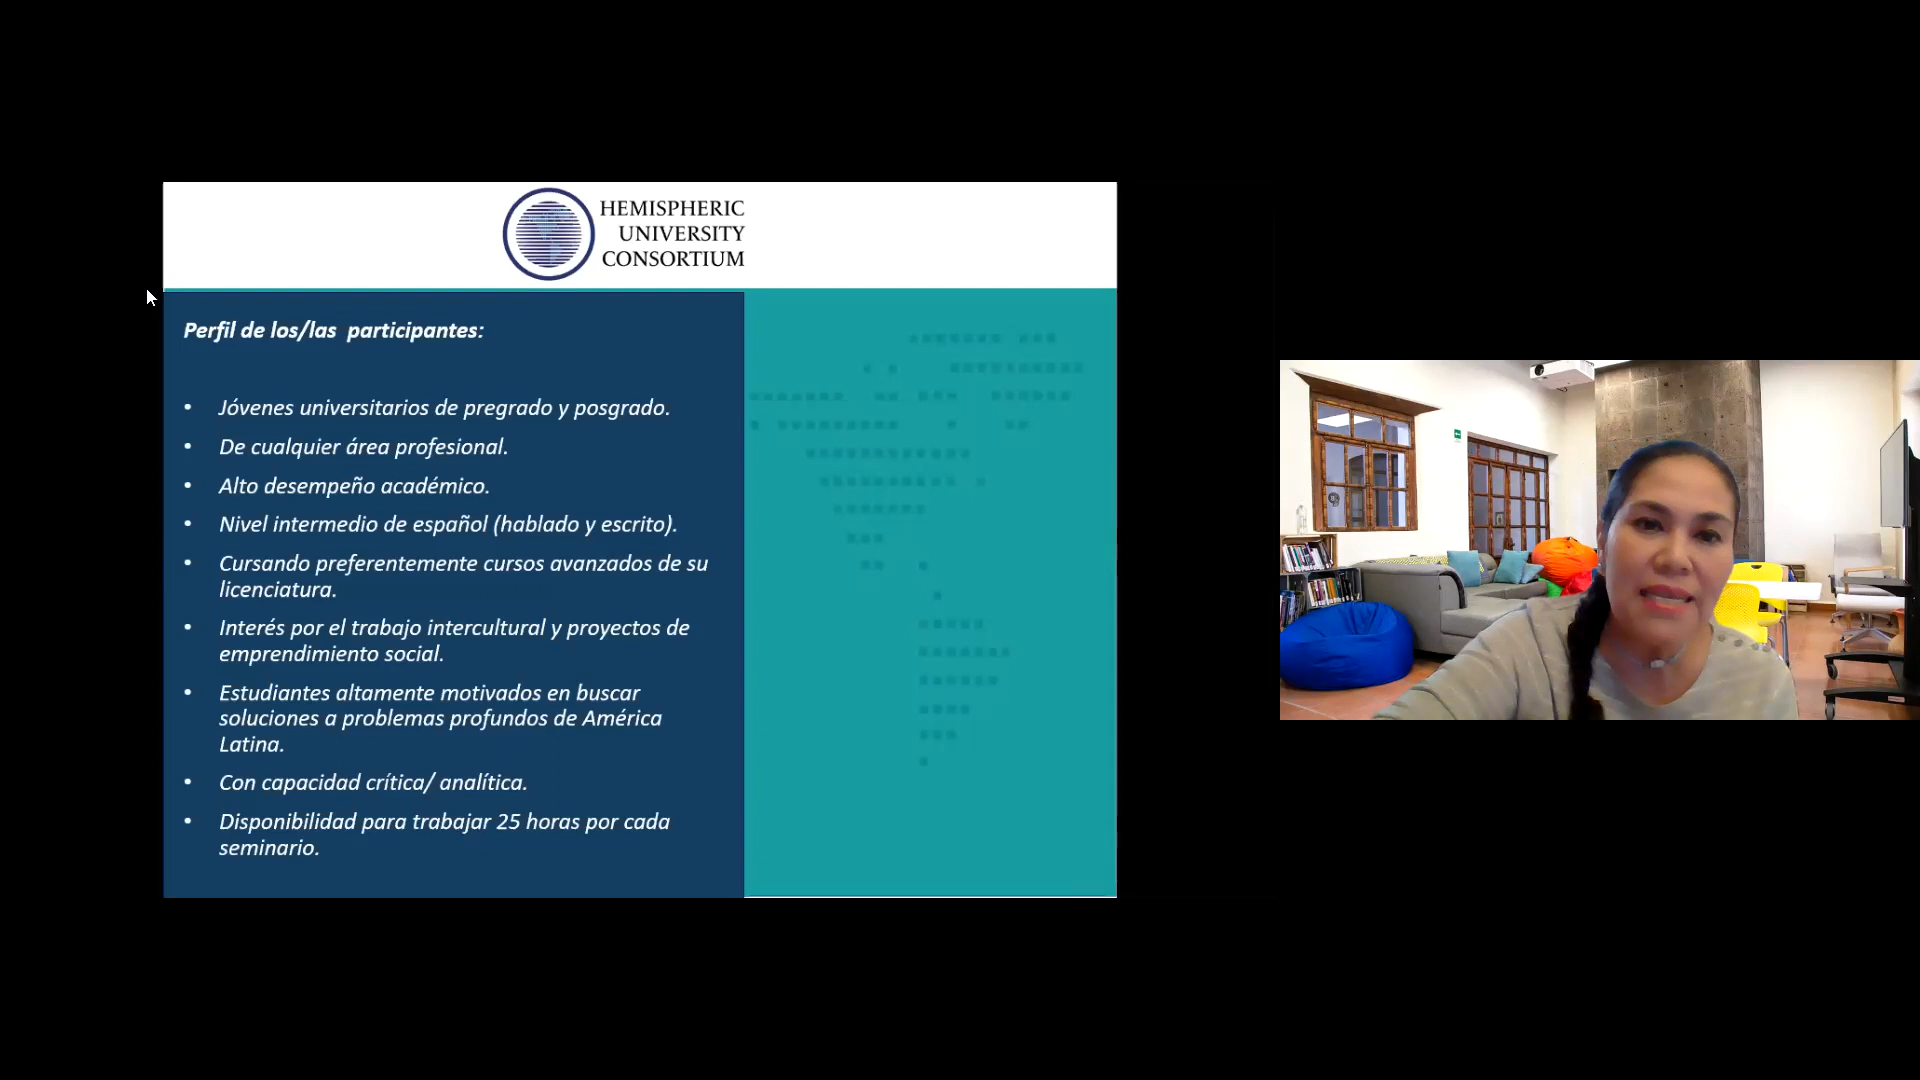 HEMISPHERIC
UNIVERSITY
CONSORTIUM
Perfil de los/las participantes:
• Jóvenes universitarios de pregrado y posgrado.
• De cualquier área profesional.
• Alto desempeño académico.
• Nivel intermedio de español (hablado y escrito).
• Cursando preferentemente cursos avanzados de su
licenciatura.
• Interés por el trabajo intercultural y proyectos de
emprendimiento social.
• Estudiantes altamente motivados en buscar
soluciones a problemas profundos de América
Latina.
• Con capacidad crítica/ analítica.
• Disponibilidad para trabajar 25 horas por cada
seminario.